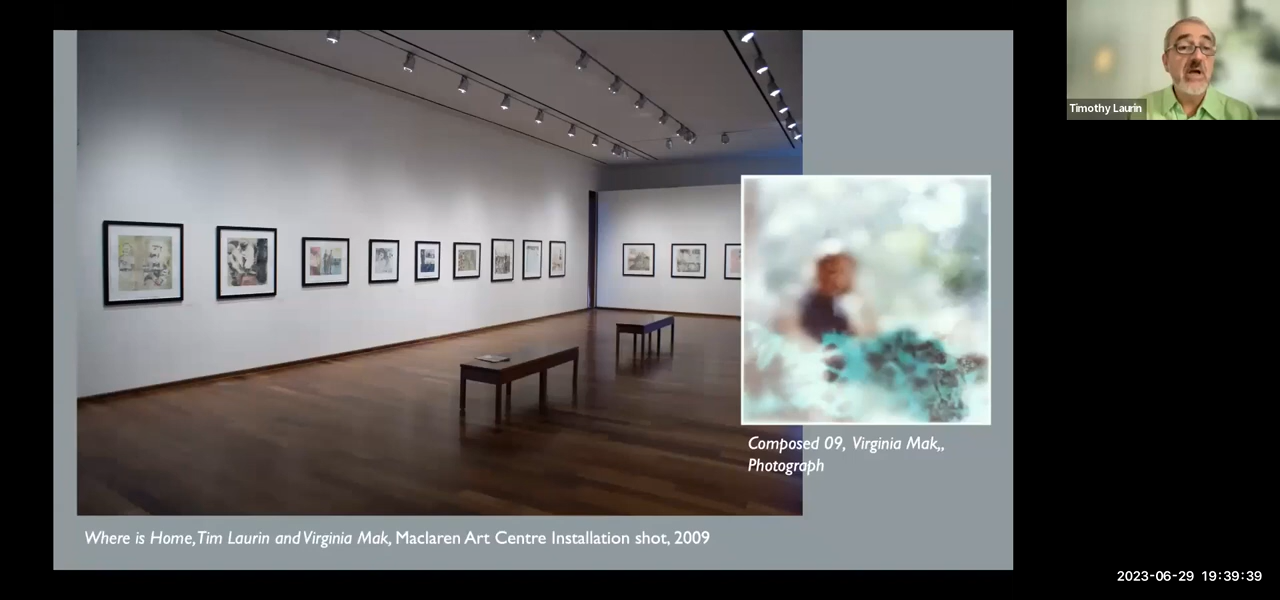 Timothy Laurin
Composed 09, Virginia Mak,,
Photograph
Where is Home, Tim Laurin and Virginia Mak, Maclaren Art Centre Installation shot, 2009
2023-06-29 19:39:39